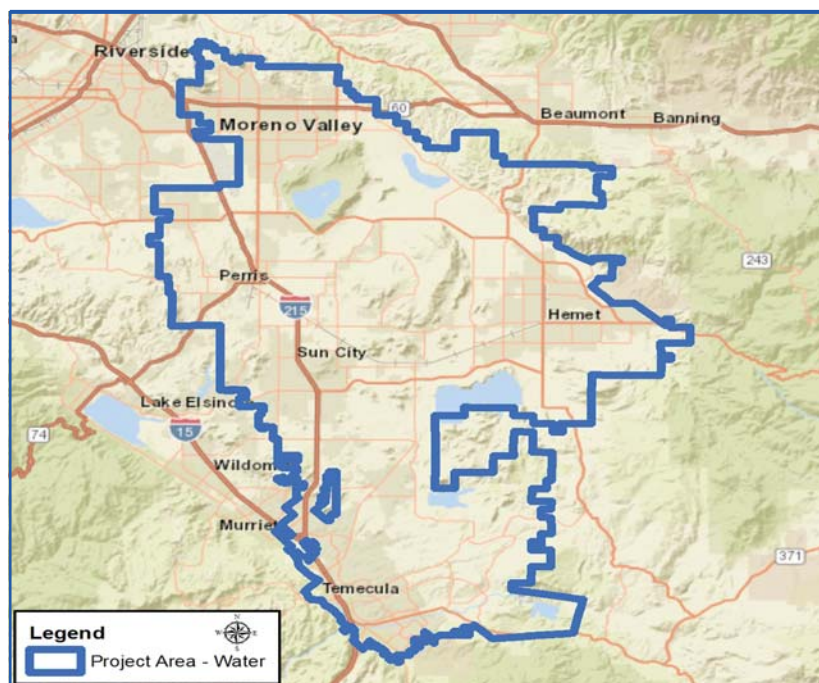 Riverside
60
Beaumont
Banning
Moreno Valley
243
Perris
215
Hemet
Sun City
Lake Elsino
15
74
Wildom
Murriet
371
Temecula
Legend
N
W
E
S
Project Area - Water